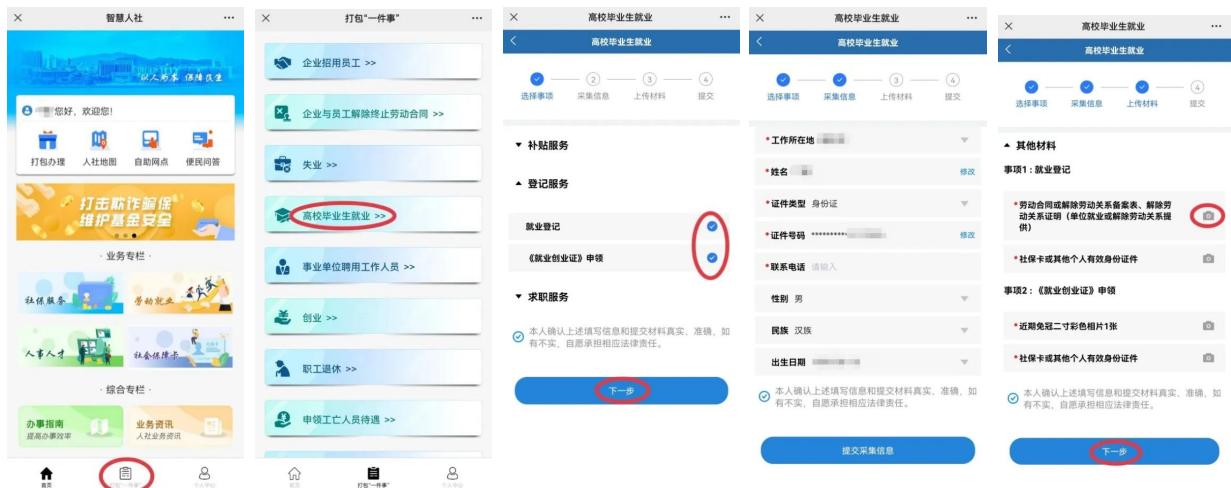 智慧人社
以人为本 保障民生
您好，欢迎您！
打包办理
人社地图
自助网点
便民问答
打击欺诈骗保
维护基金安全
· 业务专栏 ·
社保服务
劳动就业
人事人才
社会保障卡
· 综合专栏 ·
办事指南
提高办事效率
业务资讯
人社业务资讯
首页
打包“一件事”
个人中心
打包“一件事”
企业招用员工 >>
企业与员工解除终止劳动合同 >>
失业 >>
高校毕业生就业 >>
事业单位聘用工作人员 >>
创业 >>
职工退休 >>
申领工亡人员待遇 >>
首页
打包“一件事”
个人中心
高校毕业生就业
高校毕业生就业
2
3
4
选择事项
采集信息
上传材料
提交
补贴服务
登记服务
就业登记
《就业创业证》申领
求职服务
本人确认上述填写信息和提交材料真实、准确，如
有不实，自愿承担相应法律责任。
下一步
高校毕业生就业
高校毕业生就业
3
4
选择事项
采集信息
上传材料
提交
*工作所在地
*姓名
修改
*证件类型 身份证
*证件号码 **********
修改
*联系电话 请输入
性别 男
民族 汉族
出生日期
本人确认上述填写信息和提交材料真实、准确，如
有不实，自愿承担相应法律责任。
提交采集信息
高校毕业生就业
高校毕业生就业
4
选择事项
采集信息
上传材料
提交
其他材料
事项1：就业登记
*劳动合同或解除劳动关系备案表、解除劳
动关系证明（单位就业或解除劳动关系提
供）
*社保卡或其他个人有效身份证件
事项2：《就业创业证》申领
*近期免冠二寸彩色相片1张
*社保卡或其他个人有效身份证件
本人确认上述填写信息和提交材料真实、准确，如
有不实，自愿承担相应法律责任。
下一步